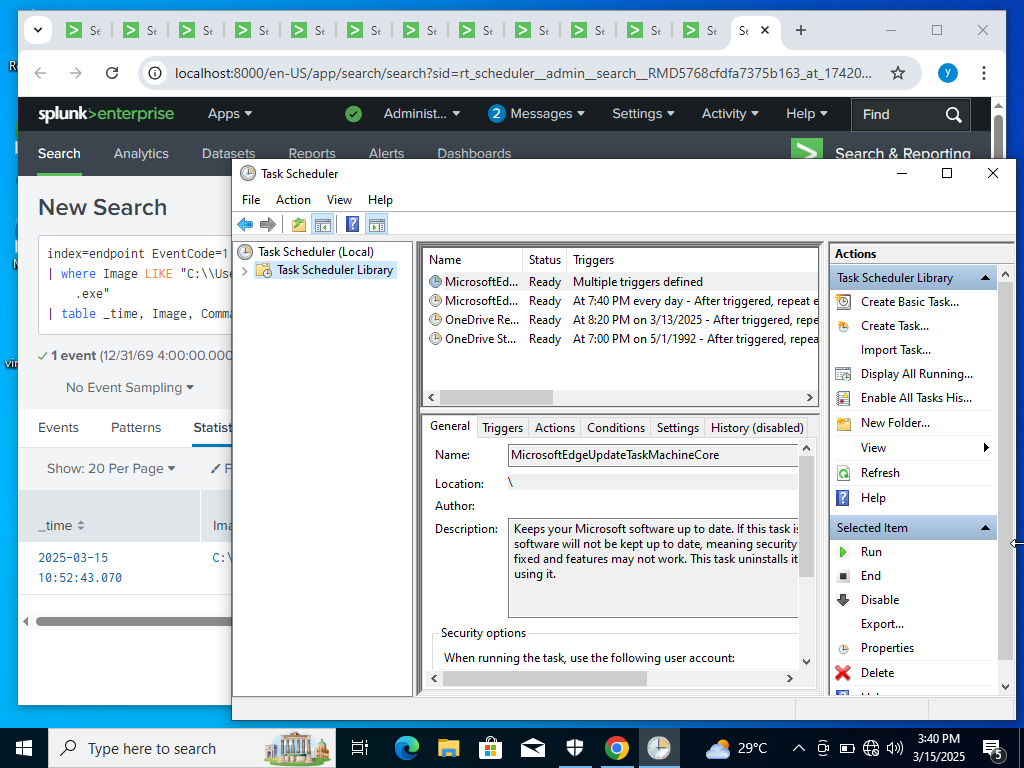 Se
Se
Se
Se
Se
Se
Se
Se
Se
Se
Se
Se
Se
localhost:8000/en-US/app/search/search?sid=rt_scheduler__admin__search__RMD5768cfdfa7375b163_at_17420...
y
splunk>enterprise
Apps
Administ...
2 Messages
Settings
Activity
Help
Find
Search
Analytics
Datasets
Reports
Alerts
Dashboards
Search & Reporting
New Search
index=endpoint EventCode=1
| where Image LIKE "C:\\Use
.exe"
| table _time, Image, Comma
1 event (12/31/69 4:00:00.000
No Event Sampling
Events
Patterns
Statist
Show: 20 Per Page
F
_time
Ima
2025-03-15
10:52:43.070
C:\
Task Scheduler
File
Action
View
Help
Task Scheduler (Local)
Task Scheduler Library
Name
Status
Triggers
MicrosoftEd... Ready Multiple triggers defined
MicrosoftEd... Ready At 7:40 PM every day - After triggered, repeat e
OneDrive Re... Ready At 8:20 PM on 3/13/2025 - After triggered, repe
OneDrive St... Ready At 7:00 PM on 5/1/1992 - After triggered, repea
General
Triggers
Actions
Conditions
Settings
History (disabled)
Name:
MicrosoftEdgeUpdateTaskMachineCore
Location:
\
Author:
Description:
Keeps your Microsoft software up to date. If this task is
software will not be kept up to date, meaning security
fixed and features may not work. This task uninstalls it
using it.
Security options
When running the task, use the following user account:
Actions
Task Scheduler Library
Create Basic Task...
Create Task...
Import Task...
Display All Running...
Enable All Tasks His...
New Folder...
View
Refresh
Help
Selected Item
Run
End
Disable
Export...
Properties
Delete
Type here to search
29°C
3:40 PM
3/15/2025
5